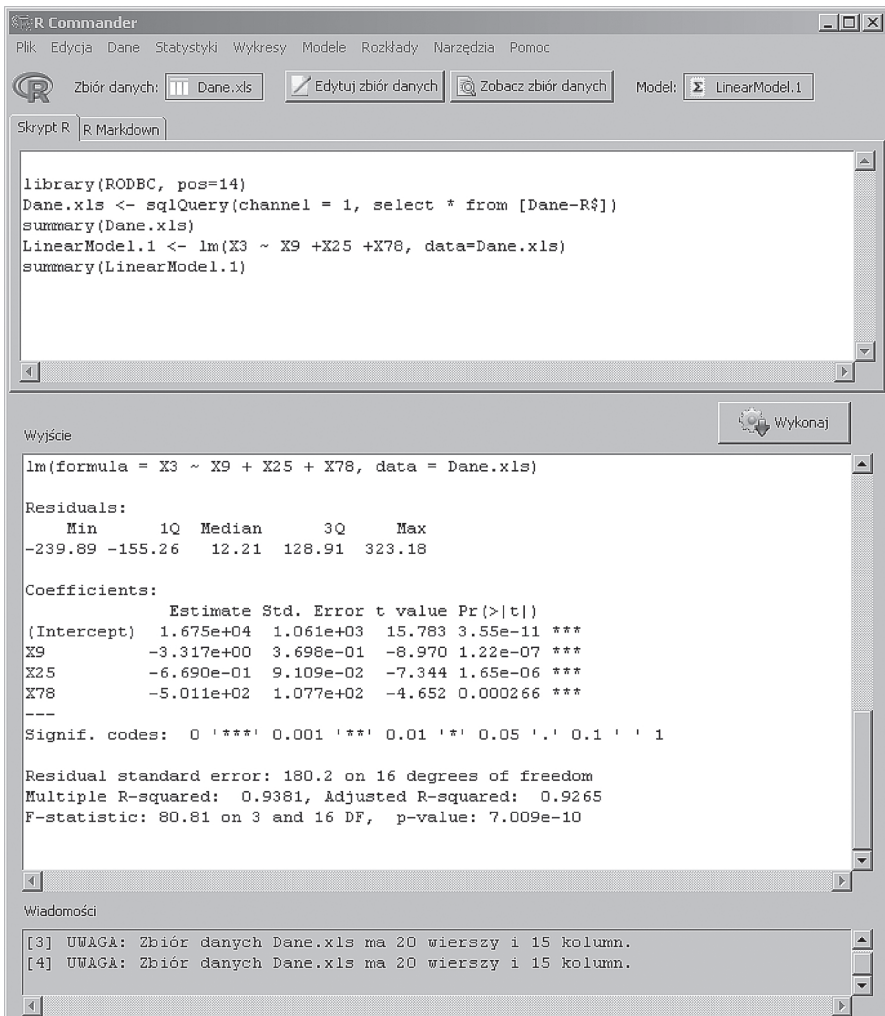 R Commander
Plik Edycja Dane Statystyki Wykresy Modele Rozkłady Narzędzia Pomoc
Zbiór danych: Dane.xls Edytuj zbiór danych Zobacz zbiór danych Model: Σ LinearModel.1
Skrypt R R Markdown
library(RODBC, pos=14)
Dane.xls <- sqlQuery(channel = 1, select * from [Dane-R$])
summary(Dane.xls)
LinearModel.1 <- lm(X3 ~ X9 +X25 +X78, data=Dane.xls)
summary(LinearModel.1)
Wykonaj
Wyjście
lm(formula = X3 ~ X9 + X25 + X78, data = Dane.xls)
Residuals:
Min 1Q Median 3Q Max
-239.89 -155.26 12.21 128.91 323.18
Coefficients:
Estimate Std. Error t value Pr(>|t|)
(Intercept) 1.675e+04 1.061e+03 15.783 3.55e-11 ***
X9 -3.317e+00 3.698e-01 -8.970 1.22e-07 ***
X25 -6.690e-01 9.109e-02 -7.344 1.65e-06 ***
X78 -5.011e+02 1.077e+02 -4.652 0.000266 ***
---
Signif. codes: 0 '***' 0.001 '**' 0.01 '*' 0.05 '.' 0.1 ' ' 1
Residual standard error: 180.2 on 16 degrees of freedom
Multiple R-squared: 0.9381, Adjusted R-squared: 0.9265
F-statistic: 80.81 on 3 and 16 DF, p-value: 7.009e-10
Wiadomości
[3] UWAGA: Zbiór danych Dane.xls ma 20 wierszy i 15 kolumn.
[4] UWAGA: Zbiór danych Dane.xls ma 20 wierszy i 15 kolumn.